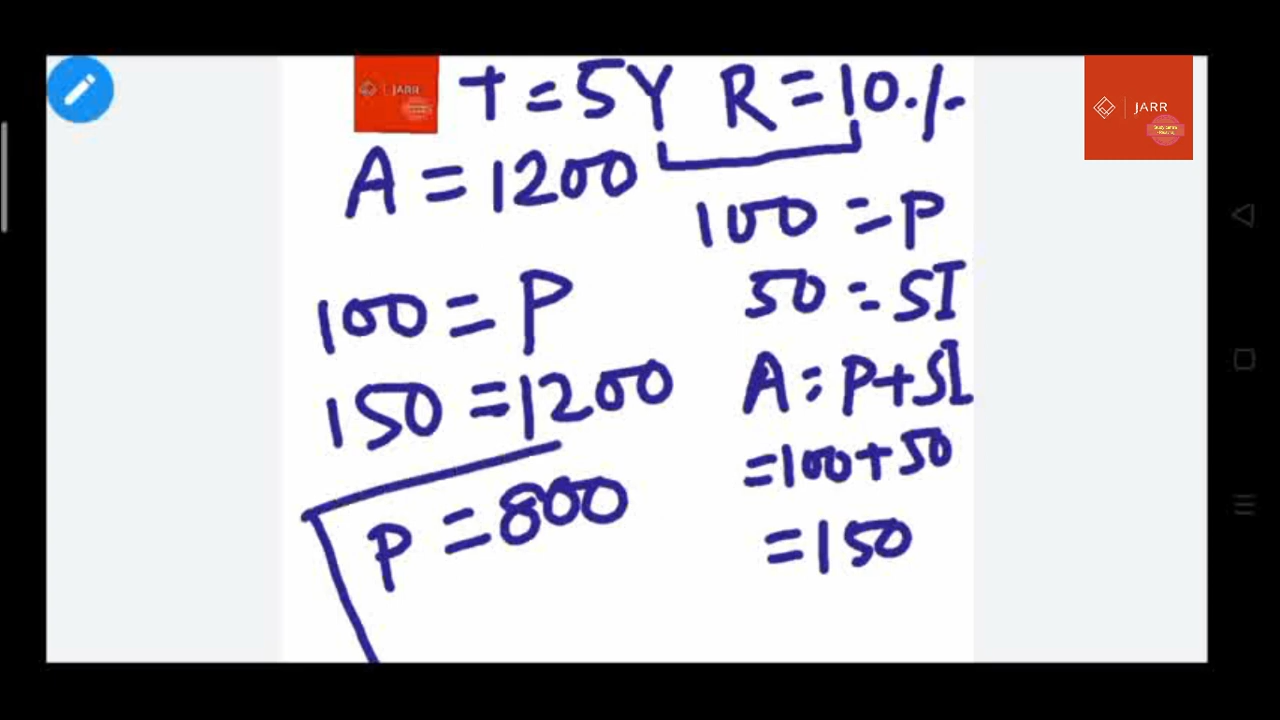 JARR
T = 5Y R = 10./-
A = 1200
100 = P
50 = SI
A = P+SI
=100+50
=150
100 = P
150 = 1200
P = 800
JARR